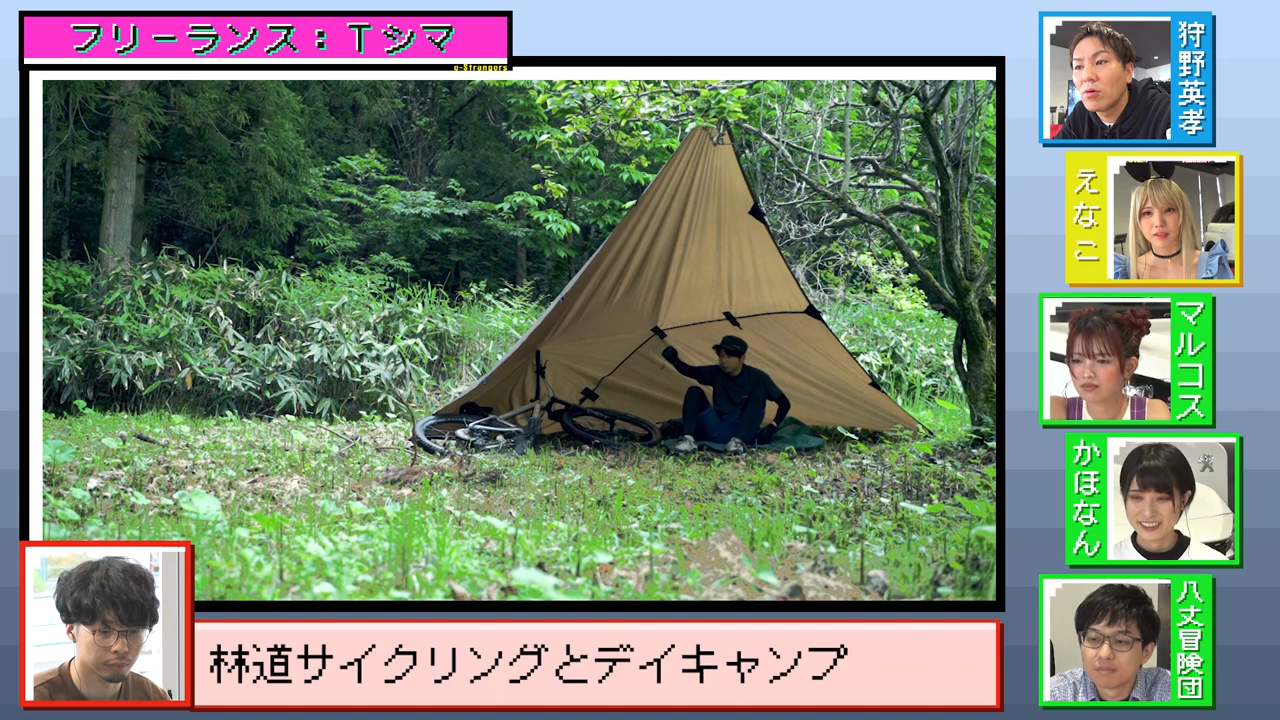 フリーランス：Tシマ
e-Strangers
狩野英孝
えなこ
マルコス
かほなん
八丈冒険団
林道サイクリングとデイキャンプ